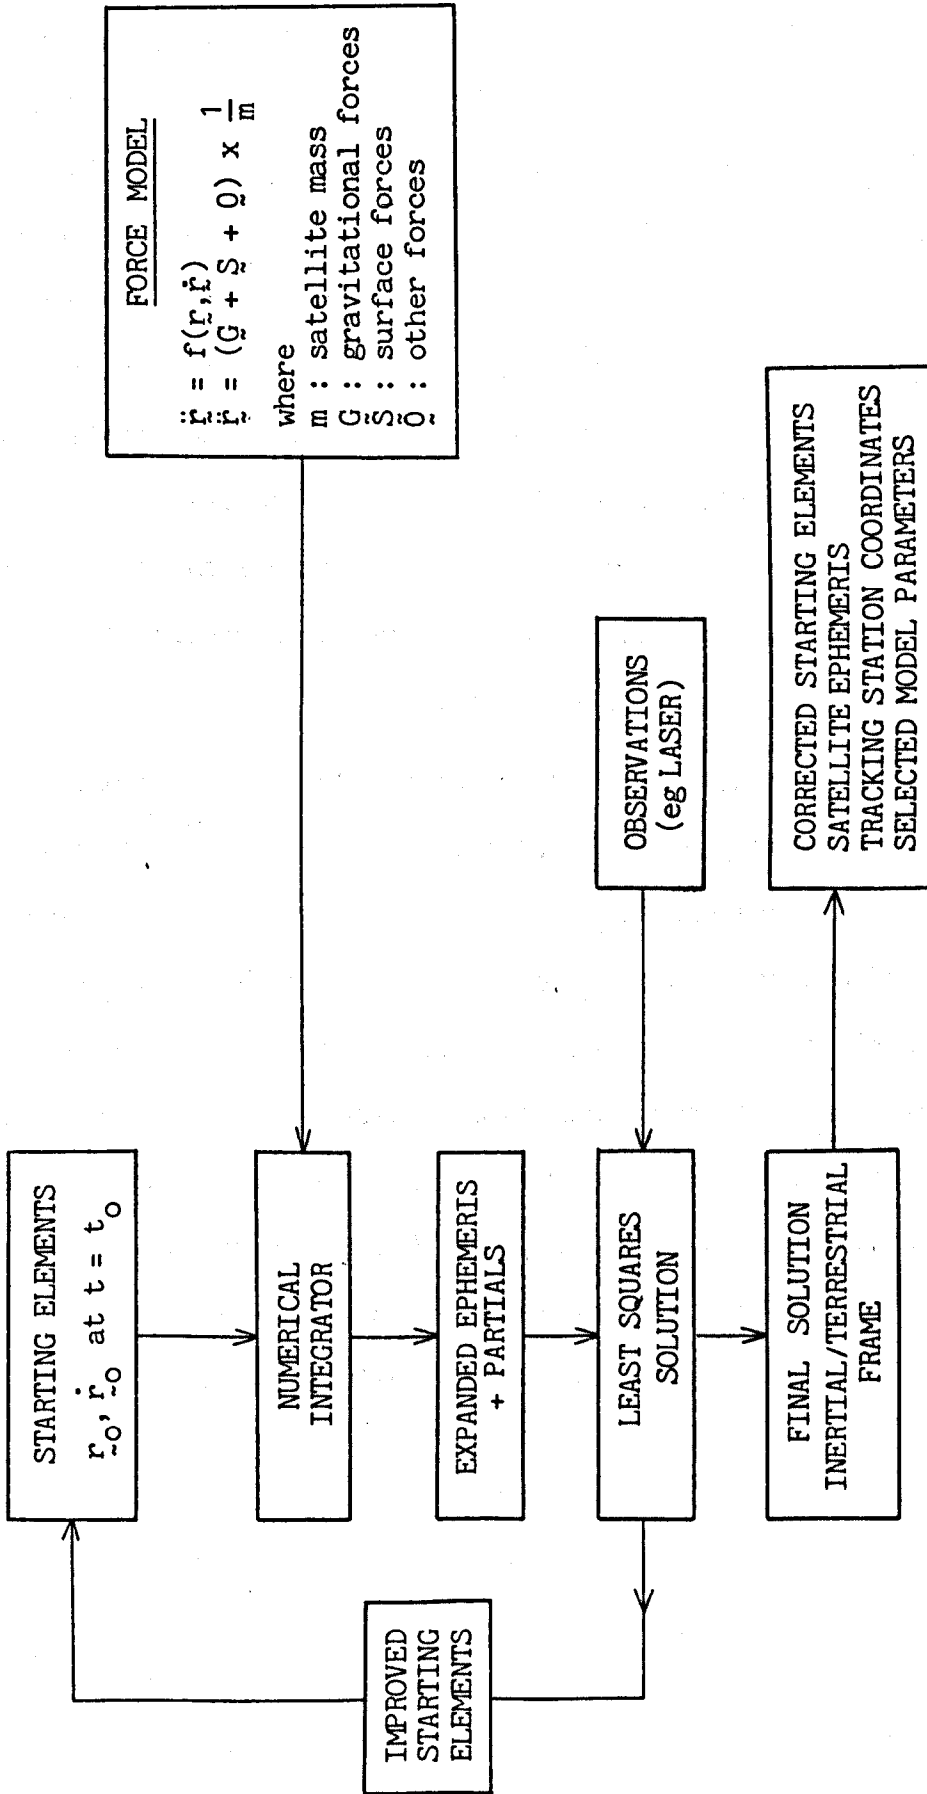 STARTING ELEMENTS
r̰₀, ṙ̰₀ at t = t₀
FORCE MODEL
r̰̈ = f(r̰,ṙ̰)
r̰̈ = (G̰ + S̰ + O̰) x 1/m
where
m : satellite mass
G̰ : gravitational forces
S̰ : surface forces
O̰ : other forces
NUMERICAL
INTEGRATOR
IMPROVED
STARTING
ELEMENTS
EXPANDED EPHEMERIS
+ PARTIALS
LEAST SQUARES
SOLUTION
OBSERVATIONS
(eg LASER)
FINAL SOLUTION
INERTIAL/TERRESTRIAL
FRAME
CORRECTED STARTING ELEMENTS
SATELLITE EPHEMERIS
TRACKING STATION COORDINATES
SELECTED MODEL PARAMETERS